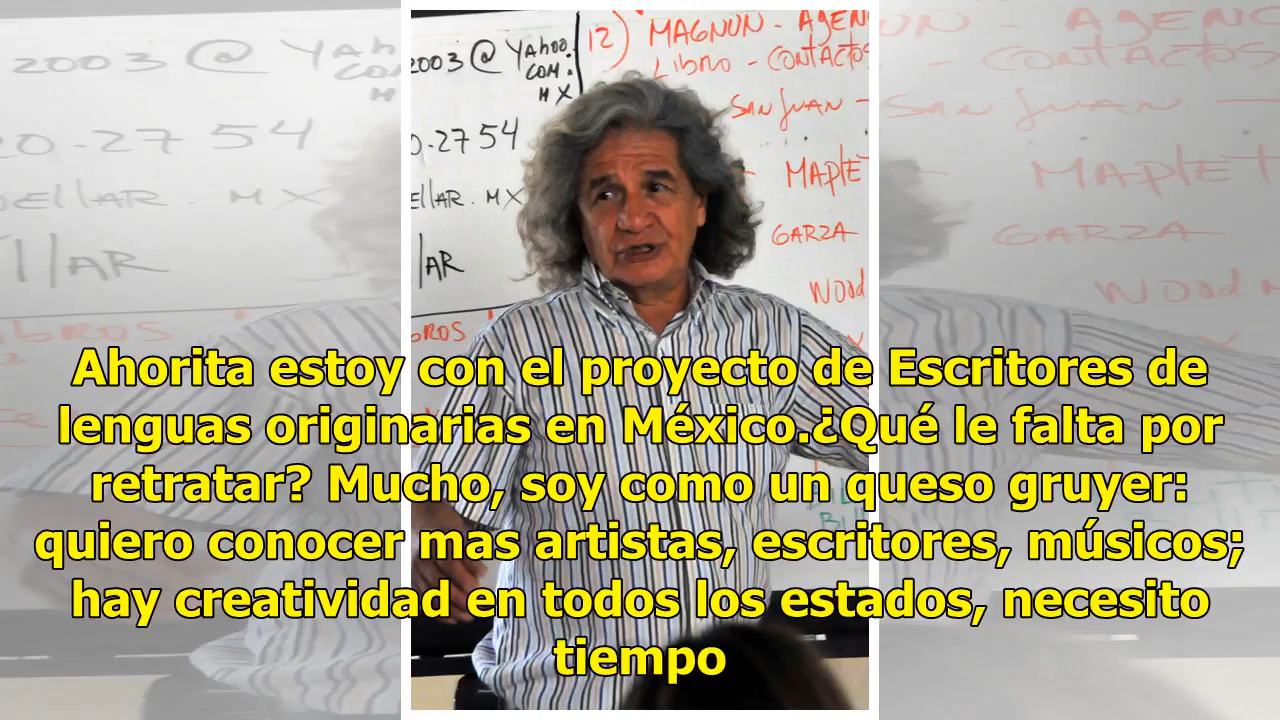 2003 @ YAhoo.
COM.
MX
0.2754
EllAR. MX
llAR
BROS
12) MAGNUN - AGEN
LIBRO - CONTACTOS
SAN JUAN -
- MAPlET
GARZA
WOOd
Ahorita estoy con el proyecto de Escritores de
lenguas originarias en México.¿Qué le falta por
retratar? Mucho, soy como un queso gruyer:
quiero conocer mas artistas, escritores, músicos;
hay creatividad en todos los estados, necesito
tiempo